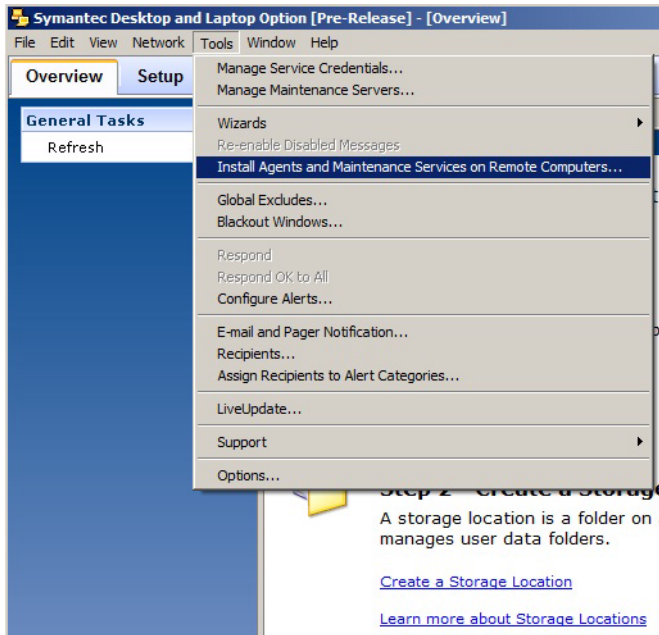 Symantec Desktop and Laptop Option [Pre-Release] - [Overview]
File Edit View Network Tools Window Help
Overview Setup
General Tasks
Refresh
Manage Service Credentials...
Manage Maintenance Servers...
Wizards
Re-enable Disabled Messages
Install Agents and Maintenance Services on Remote Computers...
Global Excludes...
Blackout Windows...
Respond
Respond OK to All
Configure Alerts...
E-mail and Pager Notification...
Recipients...
Assign Recipients to Alert Categories...
LiveUpdate...
Support
Options...
Step 2 Create a Storage
A storage location is a folder on
manages user data folders.
Create a Storage Location
Learn more about Storage Locations